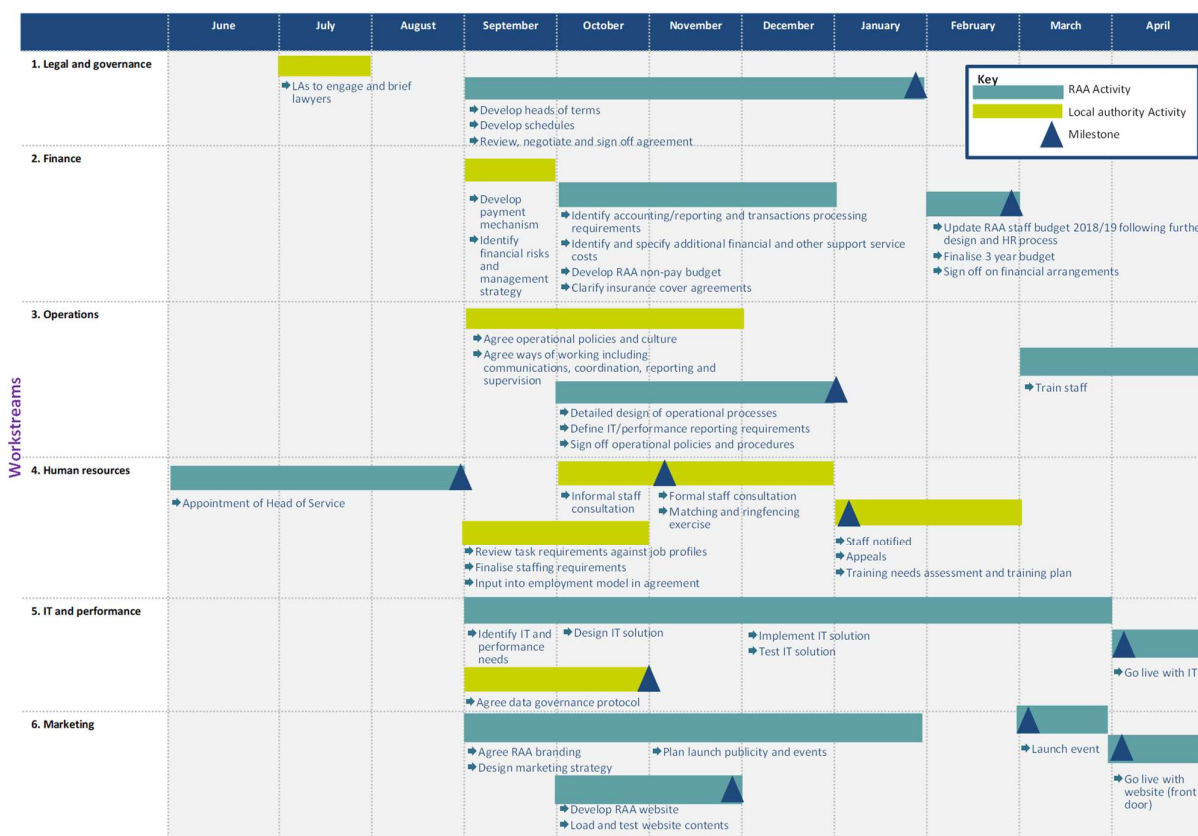 June July August September October November December January February March April
Workstreams
1. Legal and governance
LAs to engage and brief
lawyers
Develop heads of terms
Develop schedules
Review, negotiate and sign off agreement
Key
RAA Activity
Local authority Activity
Milestone
2. Finance
Develop
payment
mechanism
Identify
financial risks
and
management
strategy
Identify accounting/reporting and transactions processing
requirements
Identify and specify additional financial and other support service
costs
Develop RAA non-pay budget
Clarify insurance cover agreements
Update RAA staff budget 2018/19 following furthe
design and HR process
Finalise 3 year budget
Sign off on financial arrangements
3. Operations
Agree operational policies and culture
Agree ways of working including
communications, coordination, reporting and
supervision
Detailed design of operational processes
Define IT/performance reporting requirements
Sign off operational policies and procedures
Train staff
4. Human resources
Appointment of Head of Service
Informal staff
consultation
Formal staff consultation
Matching and ringfencing
exercise
Review task requirements against job profiles
Finalise staffing requirements
Input into employment model in agreement
Staff notified
Appeals
Training needs assessment and training plan
5. IT and performance
Identify IT and
performance
needs
Design IT solution
Implement IT solution
Test IT solution
Go live with IT
Agree data governance protocol
6. Marketing
Agree RAA branding
Design marketing strategy
Plan launch publicity and events
Launch event
Develop RAA website
Load and test website contents
Go live with
website (front
door)